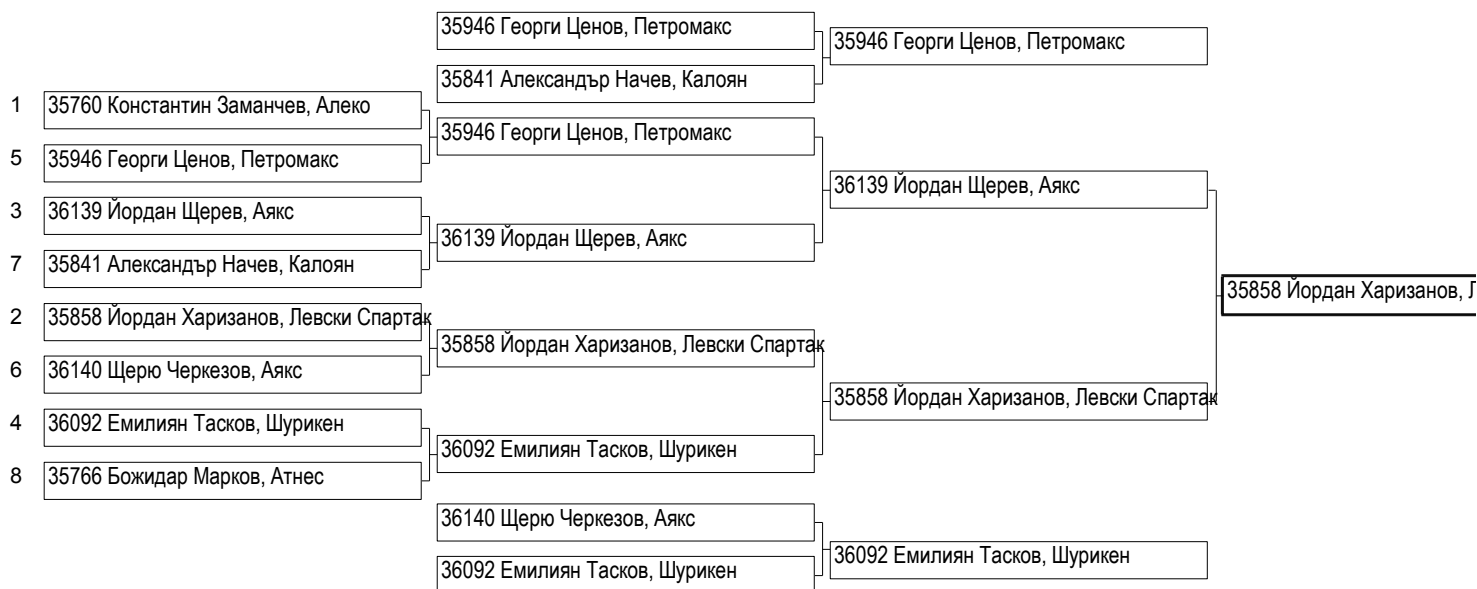 35946 Георги Ценов, Петромакс
35946 Георги Ценов, Петромакс
35841 Александър Начев, Калоян
1 35760 Константин Заманчев, Алеко
35946 Георги Ценов, Петромакс
5 35946 Георги Ценов, Петромакс
36139 Йордан Щерев, Аякс
3 36139 Йордан Щерев, Аякс
36139 Йордан Щерев, Аякс
7 35841 Александър Начев, Калоян
35858 Йордан Харизанов,
2 35858 Йордан Харизанов, Левски Спартак
35858 Йордан Харизанов, Левски Спартак
6 36140 Щерю Черкезов, Аякс
35858 Йордан Харизанов, Левски Спартак
4 36092 Емилиян Тасков, Шурикен
36092 Емилиян Тасков, Шурикен
8 35766 Божидар Марков, Атнес
36140 Щерю Черкезов, Аякс
36092 Емилиян Тасков, Шурикен
36092 Емилиян Тасков, Шурикен